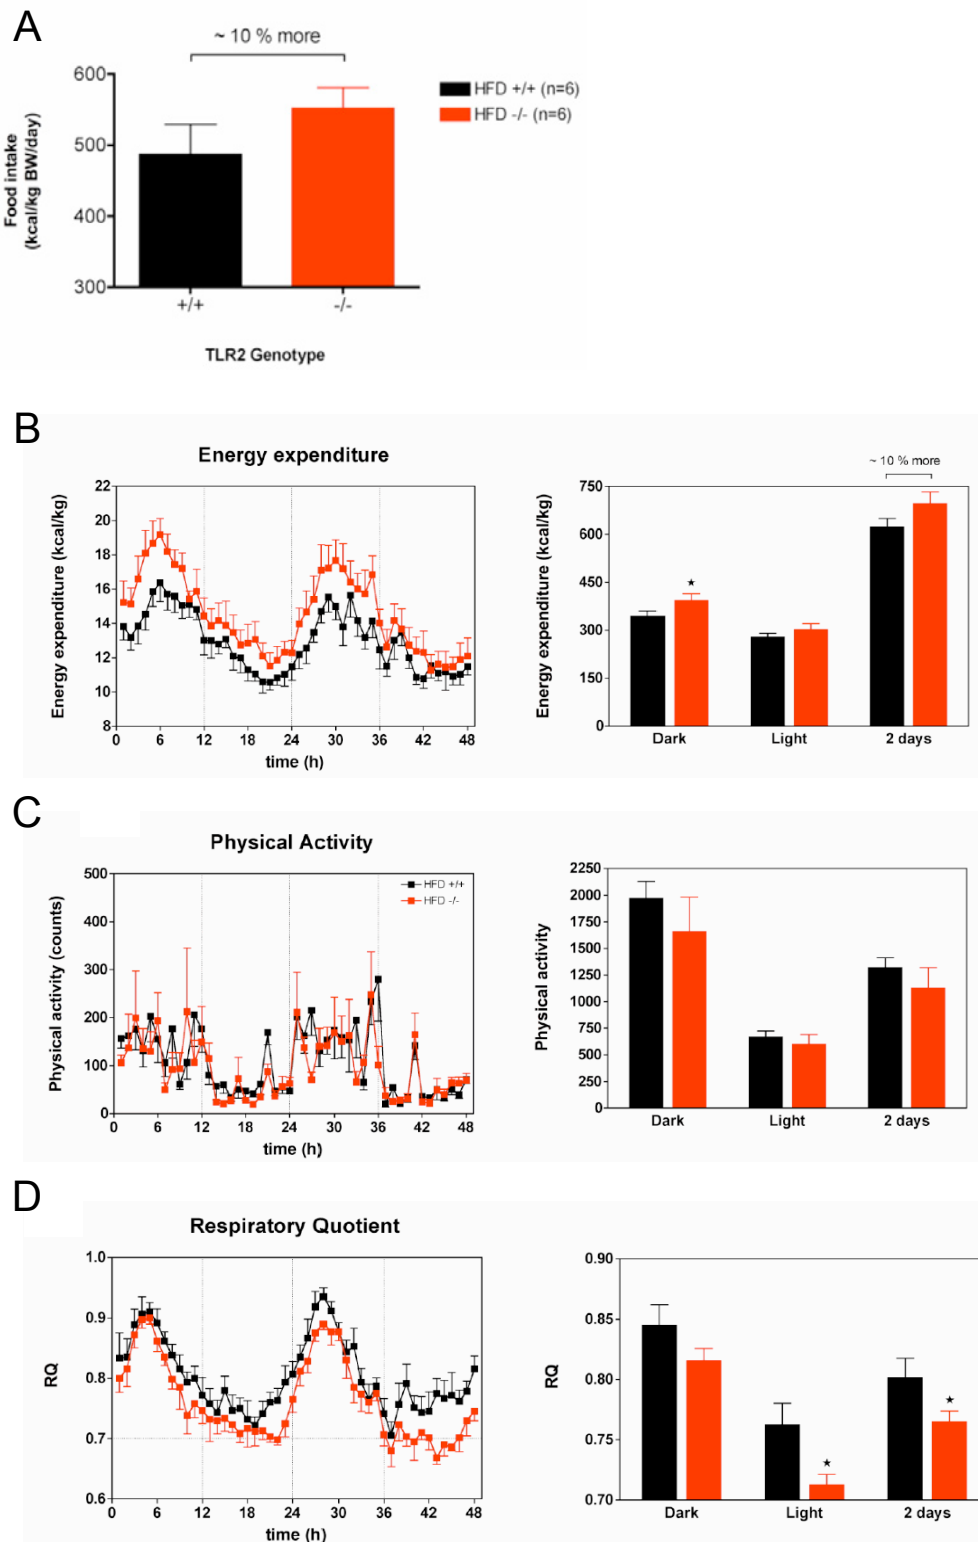 A
~ 10 % more
600
500
400
300
Food intake
(kcal/kg BW/day)
HFD +/+ (n=6)
HFD -/- (n=6)
+/+ -/-
TLR2 Genotype
B
Energy expenditure
Energy expenditure (kcal/kg)
22
20
18
16
14
12
10
8
0 6 12 18 24 30 36 42 48
time (h)
~ 10 % more
Energy expenditure (kcal/kg)
750
600
450
300
150
0
★
Dark Light 2 days
C
Physical Activity
Physical activity (counts)
500
400
300
200
100
0
HFD +/+
HFD -/-
0 6 12 18 24 30 36 42 48
time (h)
Physical activity
2250
2000
1750
1500
1250
1000
750
500
250
0
Dark Light 2 days
D
Respiratory Quotient
RQ
1.0
0.9
0.8
0.7
0.6
0 6 12 18 24 30 36 42 48
time (h)
RQ
0.90
0.85
0.80
0.75
0.70
★ ★
Dark Light 2 days